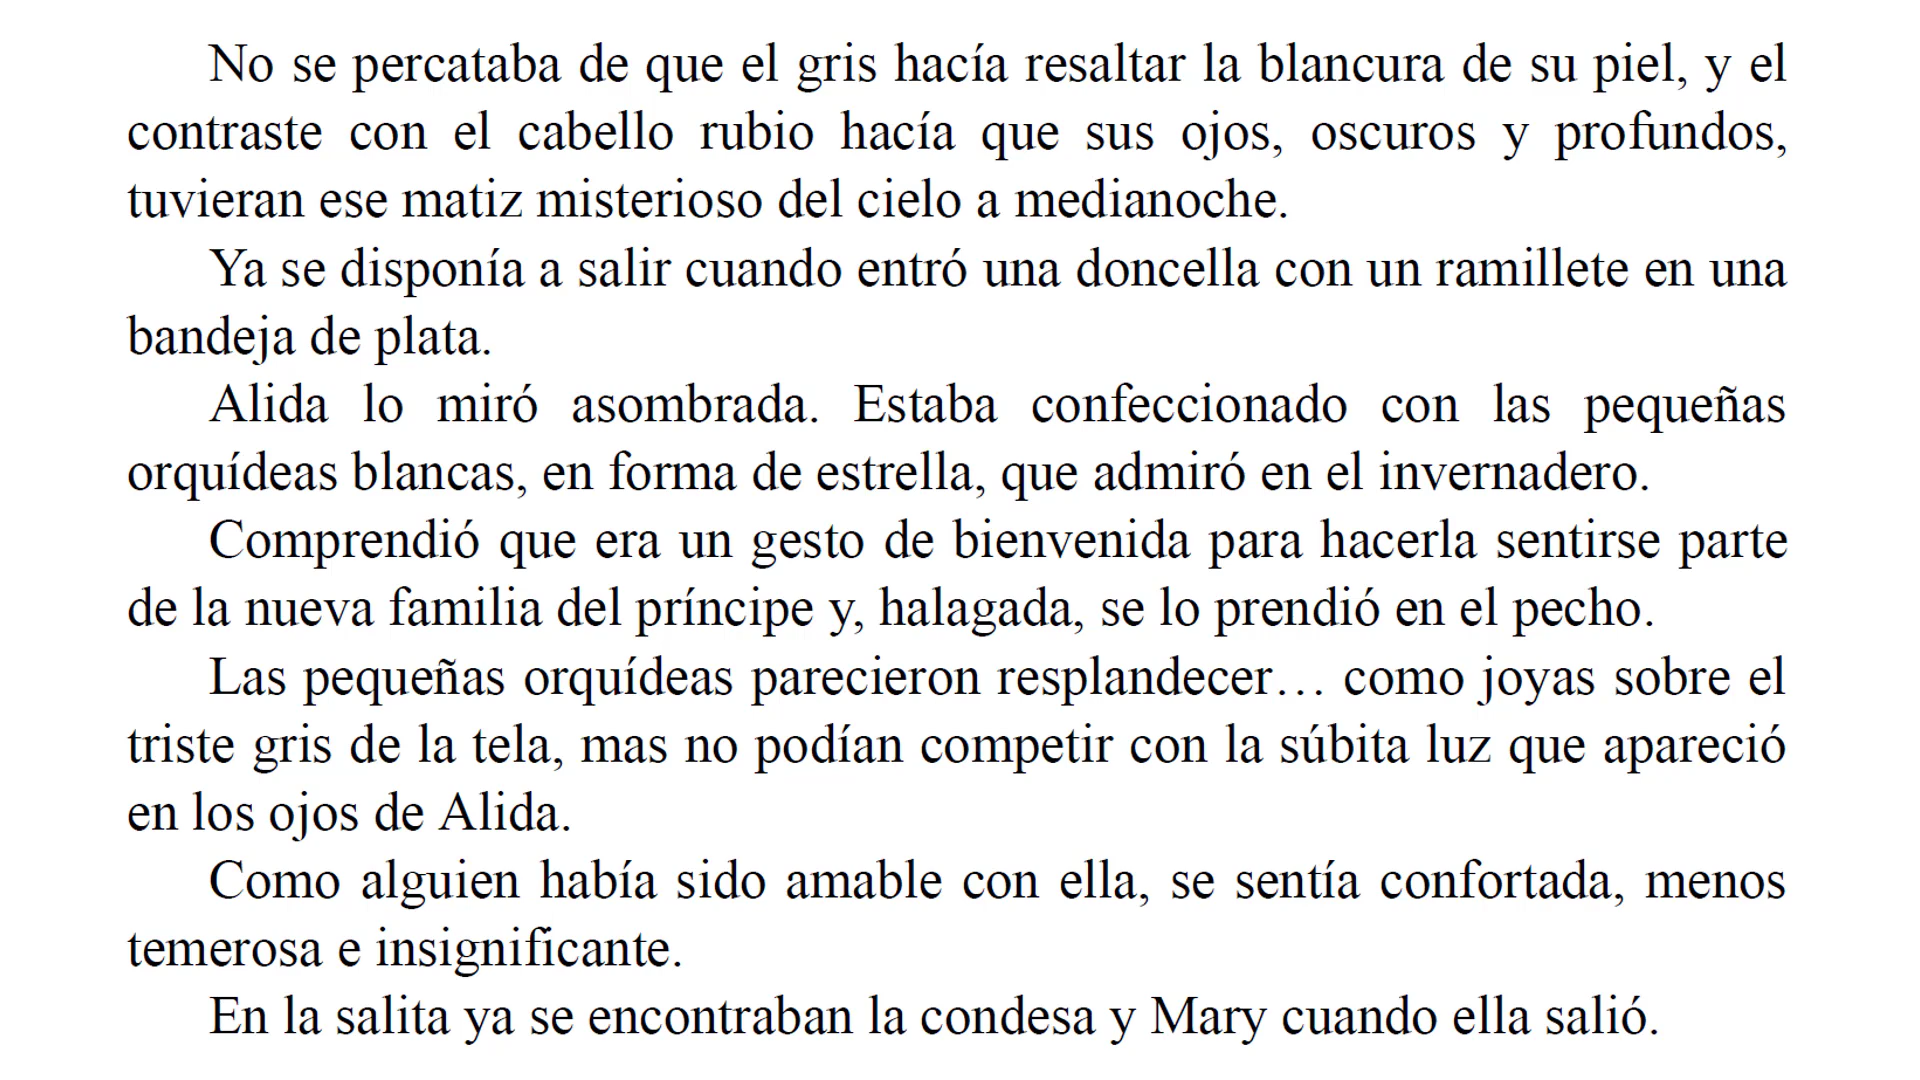 No se percataba de que el gris hacía resaltar la blancura de su piel, y el
contraste con el cabello rubio hacía que sus ojos, oscuros y profundos,
tuvieran ese matiz misterioso del cielo a medianoche.
Ya se disponía a salir cuando entró una doncella con un ramillete en una
bandeja de plata.
Alida lo miró asombrada. Estaba confeccionado con las pequeñas
orquídeas blancas, en forma de estrella, que admiró en el invernadero.
Comprendió que era un gesto de bienvenida para hacerla sentirse parte
de la nueva familia del príncipe y, halagada, se lo prendió en el pecho.
Las pequeñas orquídeas parecieron resplandecer… como joyas sobre el
triste gris de la tela, mas no podían competir con la súbita luz que apareció
en los ojos de Alida.
Como alguien había sido amable con ella, se sentía confortada, menos
temerosa e insignificante.
En la salita ya se encontraban la condesa y Mary cuando ella salió.